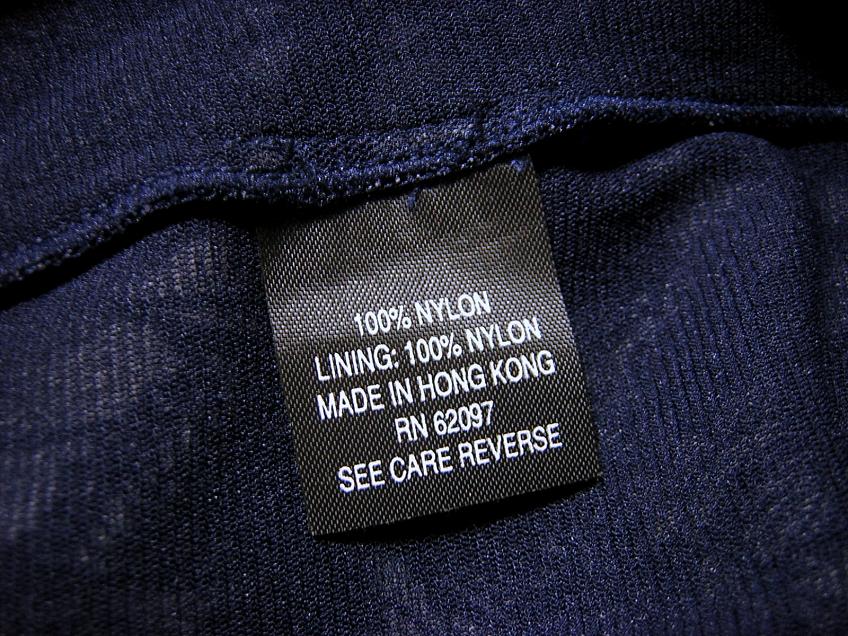 100% NYLON
LINING: 100% NYLON
MADE IN HONG KONG
RN 62097
SEE CARE REVERSE